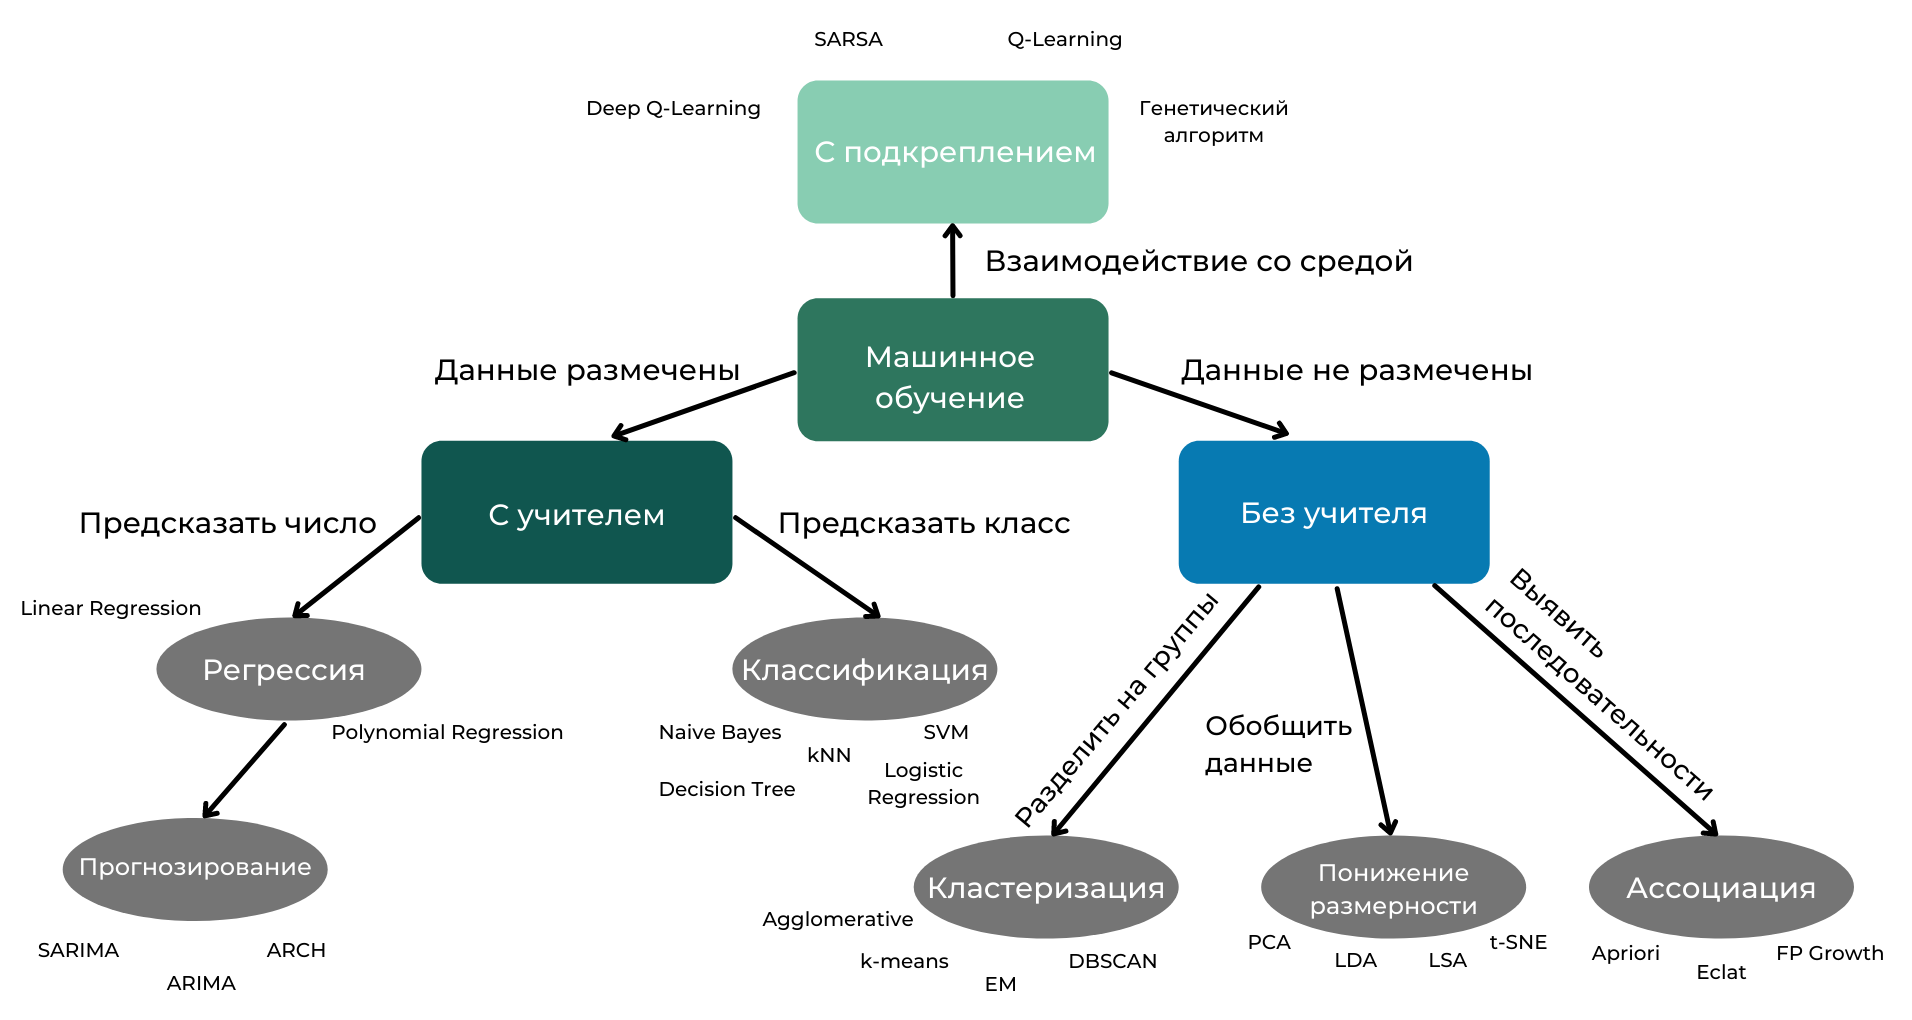 SARSA
Q-Learning
Deep Q-Learning
Генетический
алгоритм
С подкреплением
Взаимодействие со средой
Машинное
обучение
Данные размечены
Данные не размечены
С учителем
Без учителя
Предсказать число
Предсказать класс
Linear Regression
Регрессия
Polynomial Regression
Классификация
Naive Bayes
kNN
SVM
Decision Tree
Logistic
Regression
Разделить на группы
Обобщить
данные
Выявить
последовательности
Прогнозирование
SARIMA
ARIMA
ARCH
Кластеризация
Agglomerative
k-means
EM
DBSCAN
Понижение
размерности
PCA
LDA
LSA
t-SNE
Ассоциация
Apriori
Eclat
FP Growth